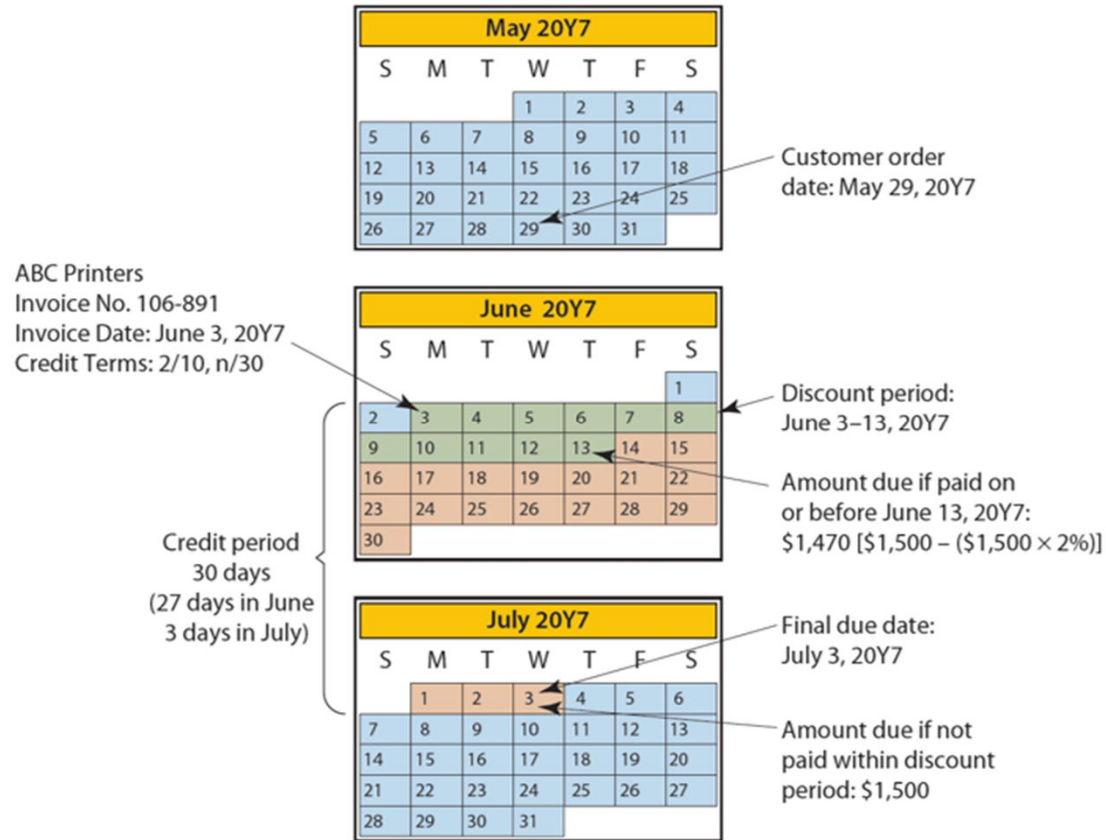 May 20Y7
S M T W T F S
1 2 3 4
5 6 7 8 9 10 11
12 13 14 15 16 17 18
19 20 21 22 23 24 25
26 27 28 29 30 31
Customer order
date: May 29, 20Y7
ABC Printers
Invoice No. 106-891
Invoice Date: June 3, 20Y7
Credit Terms: 2/10, n/30
June 20Y7
S M T W T F S
1
2 3 4 5 6 7 8
9 10 11 12 13 14 15
16 17 18 19 20 21 22
23 24 25 26 27 28 29
30
Discount period:
June 3–13, 20Y7
Amount due if paid on
or before June 13, 20Y7:
$1,470 [$1,500 – ($1,500 × 2%)]
Credit period
30 days
(27 days in June
3 days in July)
July 20Y7
S M T W T F S
1 2 3 4 5 6
7 8 9 10 11 12 13
14 15 16 17 18 19 20
21 22 23 24 25 26 27
28 29 30 31
Final due date:
July 3, 20Y7
Amount due if not
paid within discount
period: $1,500